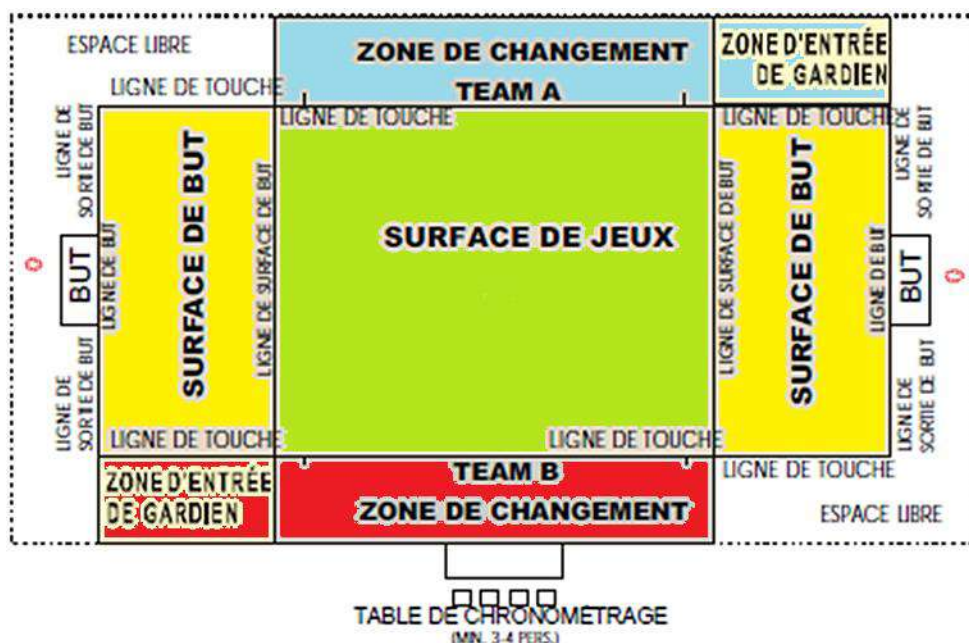 ESPACE LIBRE
ZONE DE CHANGEMENT
TEAM A
ZONE D'ENTRÉE
DE GARDIEN
LIGNE DE TOUCHE
LIGNE DE TOUCHE
LIGNE DE TOUCHE
LIGNE DE
SORTIE DE BUT
SURFACE DE BUT
LIGNE DE SURFACE DE BUT
LIGNE DE BUT
BUT
SURFACE DE JEUX
LIGNE DE SURFACE DE BUT
SURFACE DE BUT
LIGNE DE BUT
BUT
LIGNE DE
SORTIE DE BUT
LIGNE DE
SORTIE DE BUT
LIGNE DE
SORTIE DE BUT
LIGNE DE TOUCHE
LIGNE DE TOUCHE
LIGNE DE TOUCHE
ZONE D'ENTRÉE
DE GARDIEN
TEAM B
ZONE DE CHANGEMENT
ESPACE LIBRE
TABLE DE CHRONOMÉTRAGE
(MIN. 3-4 PERS.)